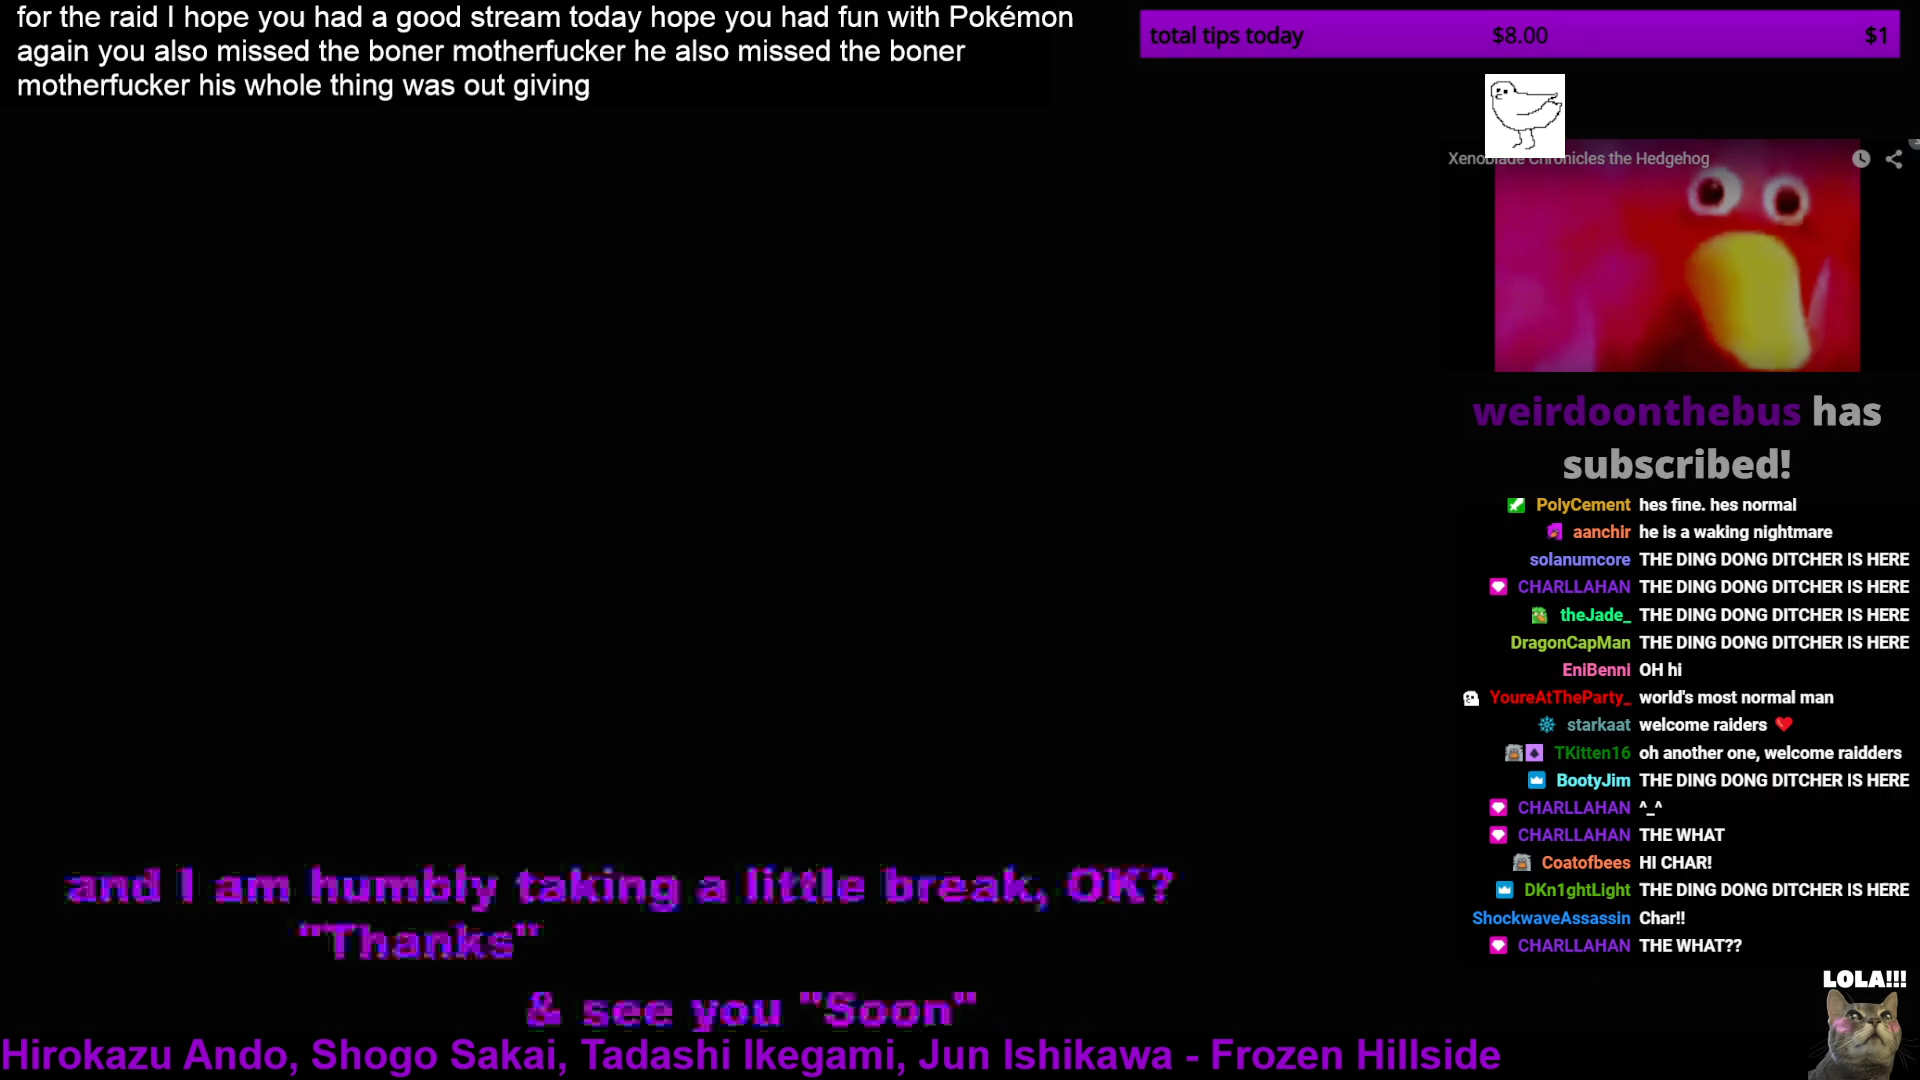 for the raid I hope you had a good stream today hope you had fun with Pokémon
again you also missed the boner motherfucker he also missed the boner
motherfucker his whole thing was out giving
total tips today $8.00 $1
Xenoblade Chronicles the Hedgehog
weirdoonthebus has
subscribed!
PolyCement hes fine. hes normal
aanchir he is a waking nightmare
solanumcore THE DING DONG DITCHER IS HERE
CHARLLAHAN THE DING DONG DITCHER IS HERE
theJade_ THE DING DONG DITCHER IS HERE
DragonCapMan THE DING DONG DITCHER IS HERE
EniBenni OH hi
YoureAtTheParty_ world's most normal man
starkaat welcome raiders
TKitten16 oh another one, welcome raidders
BootyJim THE DING DONG DITCHER IS HERE
CHARLLAHAN ^_^
CHARLLAHAN THE WHAT
Coatofbees HI CHAR!
DKn1ghtLight THE DING DONG DITCHER IS HERE
ShockwaveAssassin Char!!
CHARLLAHAN THE WHAT??
LOLA!!!
and I am humbly taking a little break, OK?
"Thanks"
& see you "Soon"
Hirokazu Ando, Shogo Sakai, Tadashi Ikegami, Jun Ishikawa - Frozen Hillside